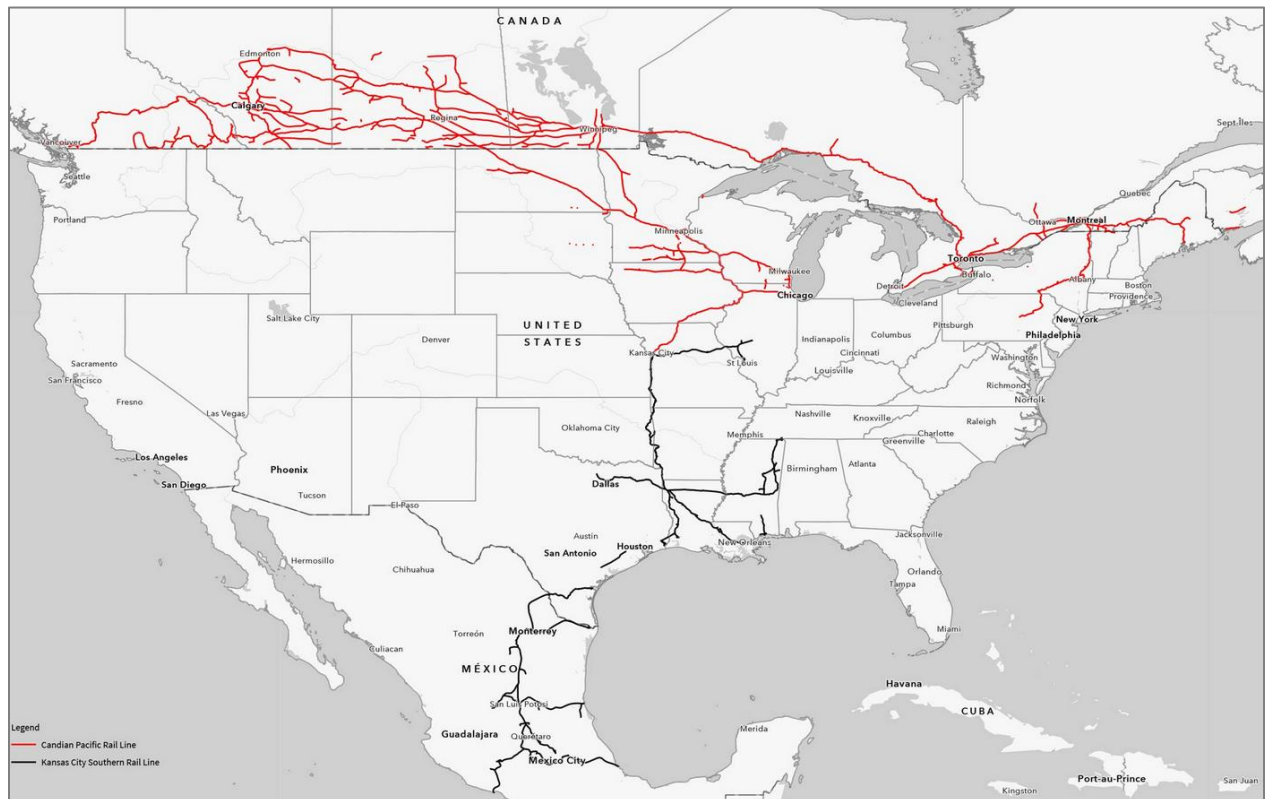 CANADA
Edmonton
Calgary
Regina
Winnipeg
Vancouver
Seattle
Portland
Sept-Îles
Quebec
Ottawa
Montreal
Minneapolis
Toronto
Milwaukee
Buffalo
Albany
Detroit
Boston
Chicago
Cleveland
Providence
Salt Lake City
UNITED
STATES
New York
Pittsburgh
Philadelphia
Denver
Indianapolis
Columbus
Kansas City
Cincinnati
Washington
St Louis
Sacramento
San Francisco
Louisville
Richmond
Fresno
Norfolk
Las Vegas
Nashville
Knoxville
Raleigh
Oklahoma City
Memphis
Charlotte
Greenville
Los Angeles
Phoenix
Birmingham
Atlanta
San Diego
Dallas
Tucson
El Paso
Austin
New Orleans
Jacksonville
San Antonio
Houston
Hermosillo
Chihuahua
Orlando
Tampa
Torreón
Monterrey
Miami
Culiacan
MÉXICO
Havana
San Luis Potosí
CUBA
Legend
Guadalajara
Querétaro
Merida
Candian Pacific Rail Line
Mexico City
Kansas City Southern Rail Line
Port-au-Prince
San Juan
Kingston